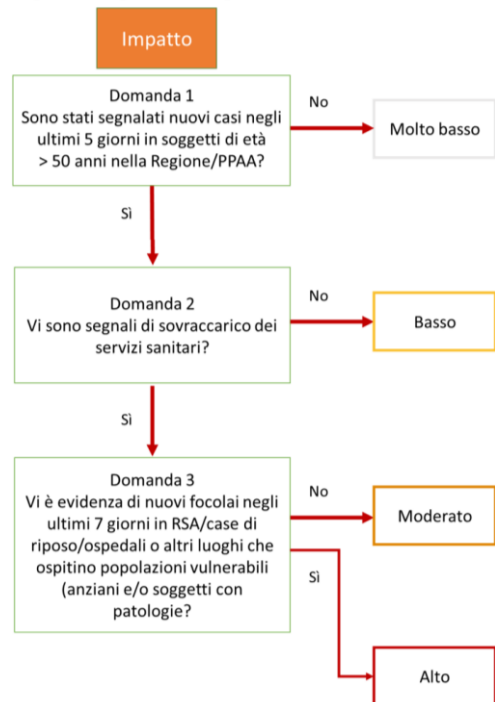 Impatto
Domanda 1
Sono stati segnalati nuovi casi negli
ultimi 5 giorni in soggetti di età
> 50 anni nella Regione/PPAA?
No
Molto basso
Sì
Domanda 2
Vi sono segnali di sovraccarico dei
servizi sanitari?
No
Basso
Sì
Domanda 3
Vi è evidenza di nuovi focolai negli
ultimi 7 giorni in RSA/case di
riposo/ospedali o altri luoghi che
ospitino popolazioni vulnerabili
(anziani e/o soggetti con
patologie?
No
Moderato
Sì
Alto